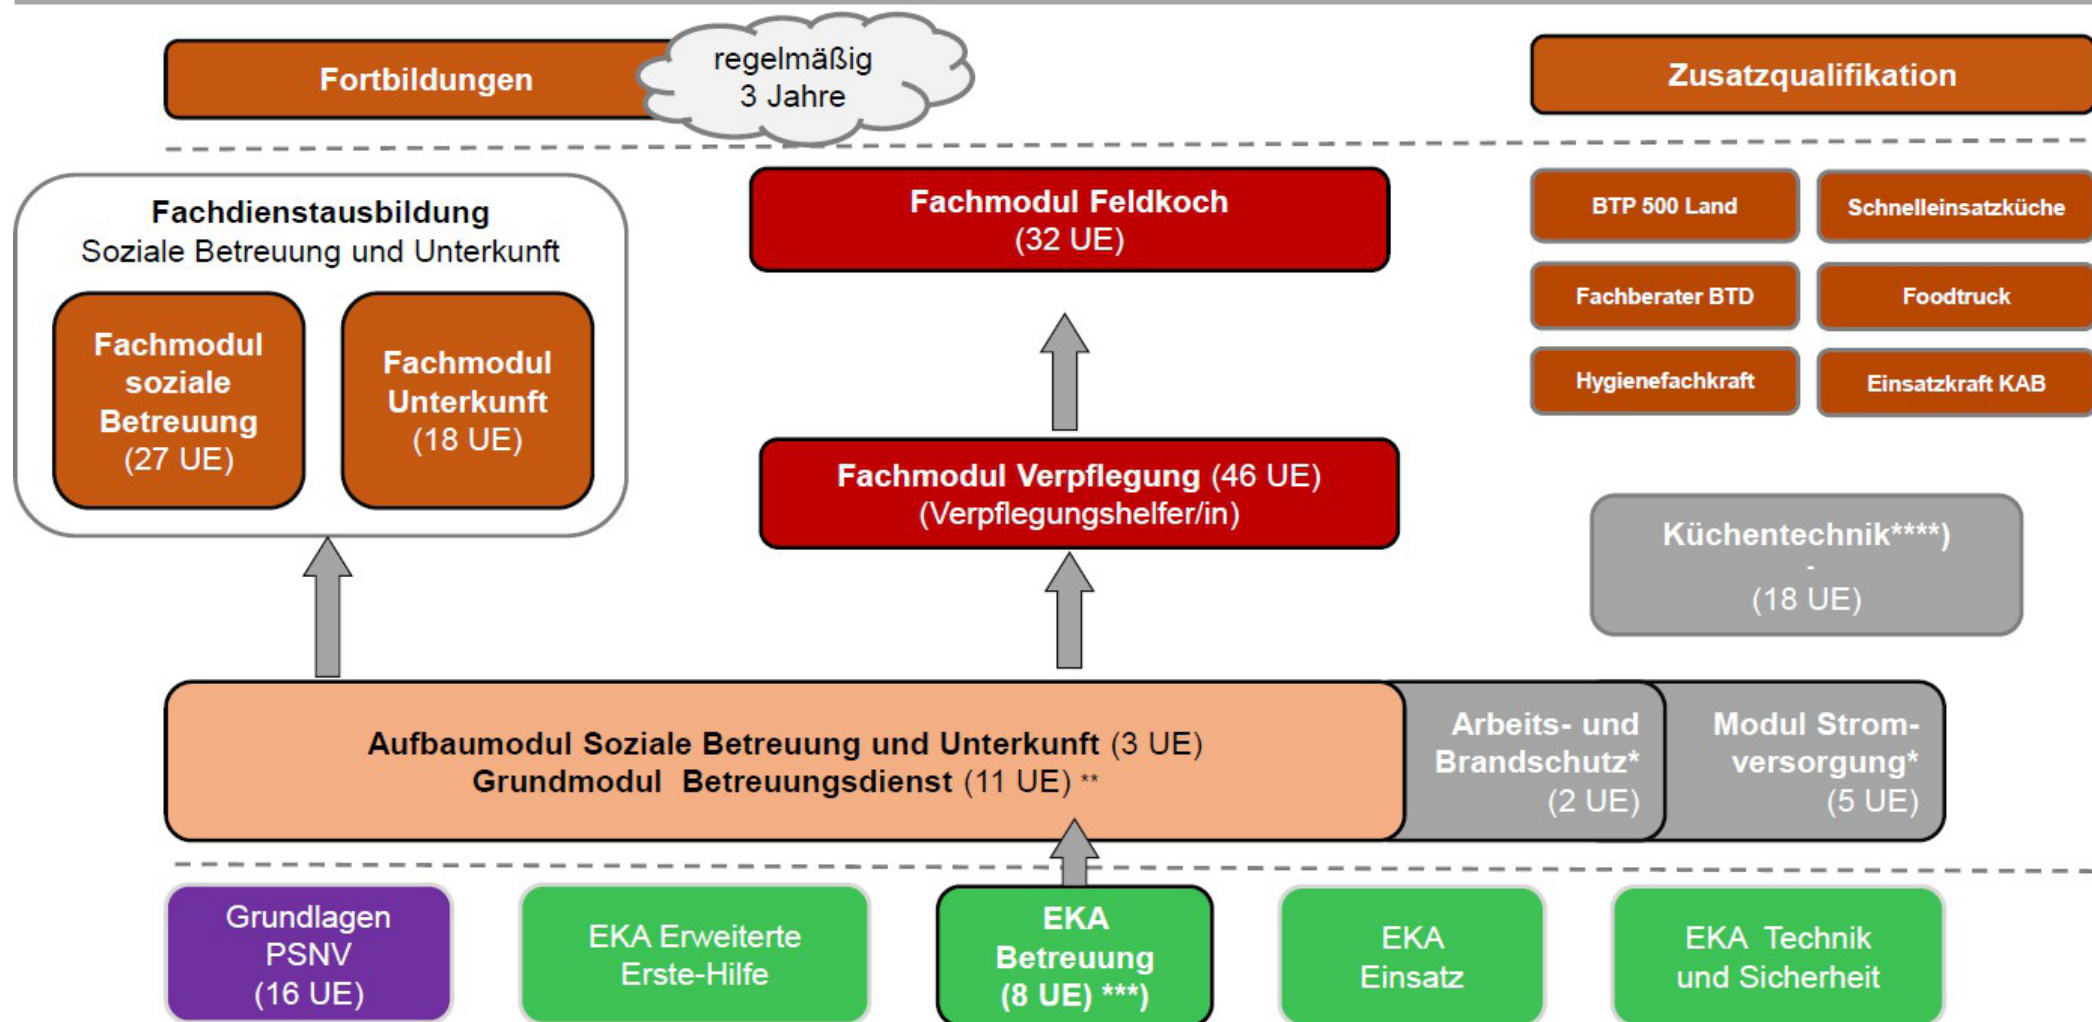 Fortbildungen
regelmäßig
3 Jahre
Zusatzqualifikation
Fachdienstausbildung
Soziale Betreuung und Unterkunft
Fachmodul
soziale
Betreuung
(27 UE)
Fachmodul
Unterkunft
(18 UE)
Fachmodul Feldkoch
(32 UE)
Fachmodul Verpflegung (46 UE)
(Verpflegungshelfer/in)
BTP 500 Land
Schnelleinsatzküche
Fachberater BTD
Foodtruck
Hygienefachkraft
Einsatzkraft KAB
Küchentechnik****)
-
(18 UE)
Aufbaumodul Soziale Betreuung und Unterkunft (3 UE)
Grundmodul Betreuungsdienst (11 UE) **
Arbeits- und
Brandschutz*
(2 UE)
Modul Strom-
versorgung*
(5 UE)
Grundlagen
PSNV
(16 UE)
EKA Erweiterte
Erste-Hilfe
EKA
Betreuung
(8 UE) ***)
EKA
Einsatz
EKA Technik
und Sicherheit